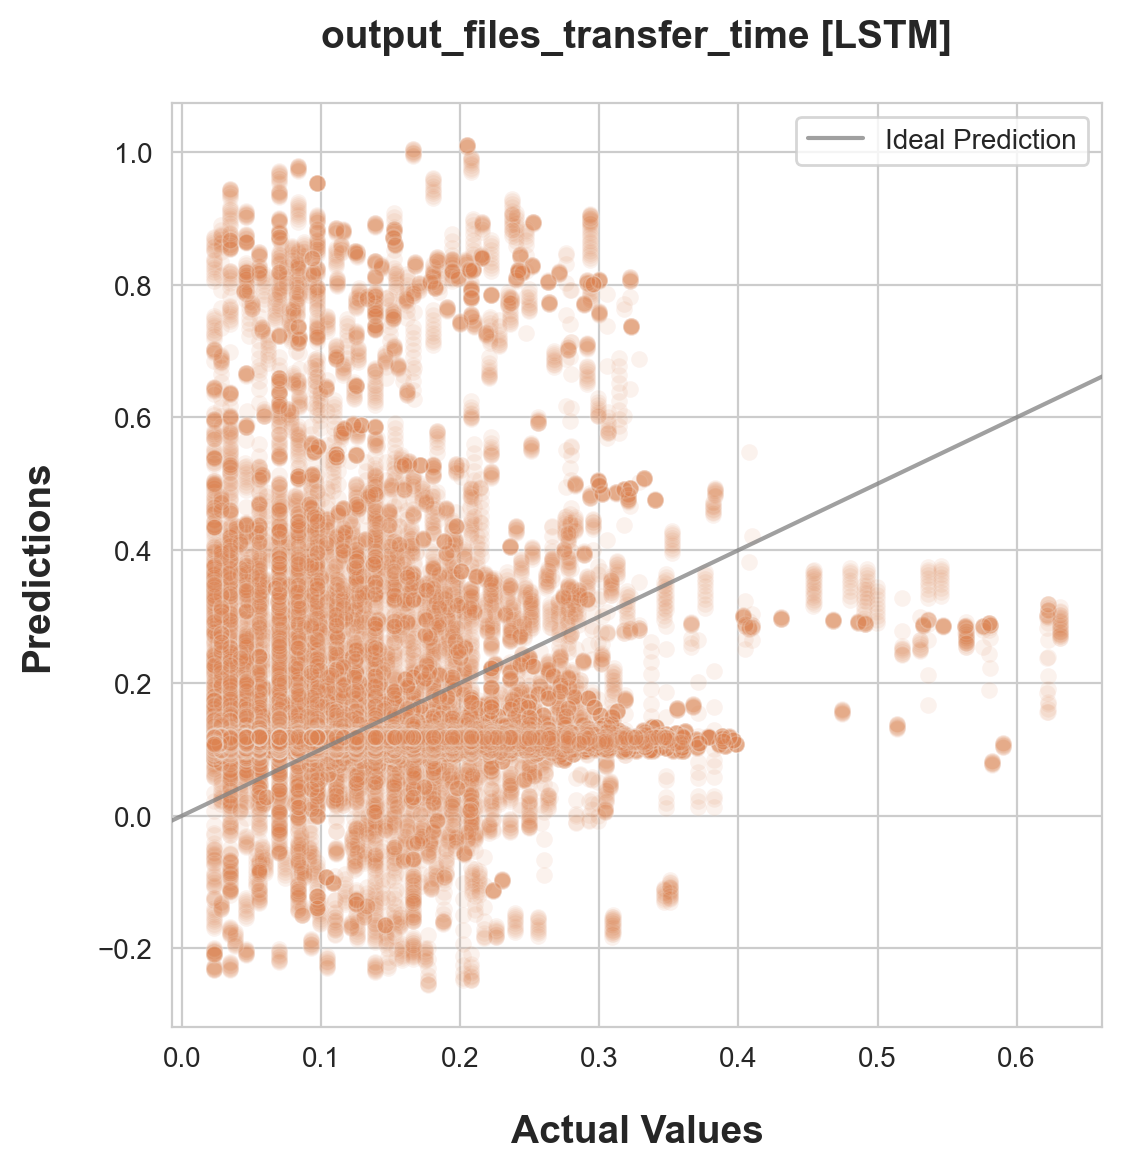 output_files_transfer_time [LSTM]
Ideal Prediction
1.0
0.8
0.6
0.4
0.2
0.0
−0.2
Predictions
0.0 0.1 0.2 0.3 0.4 0.5 0.6
Actual Values